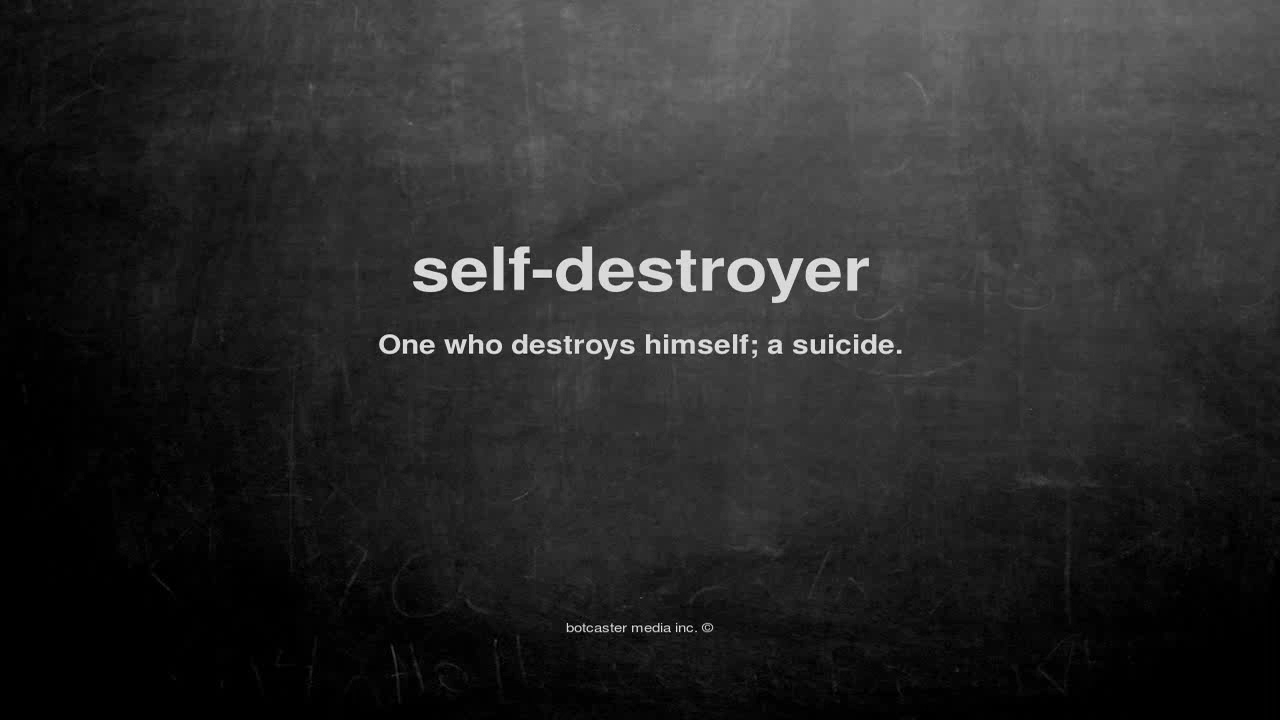 self-destroyer
One who destroys himself; a suicide.
botcaster media inc. ©